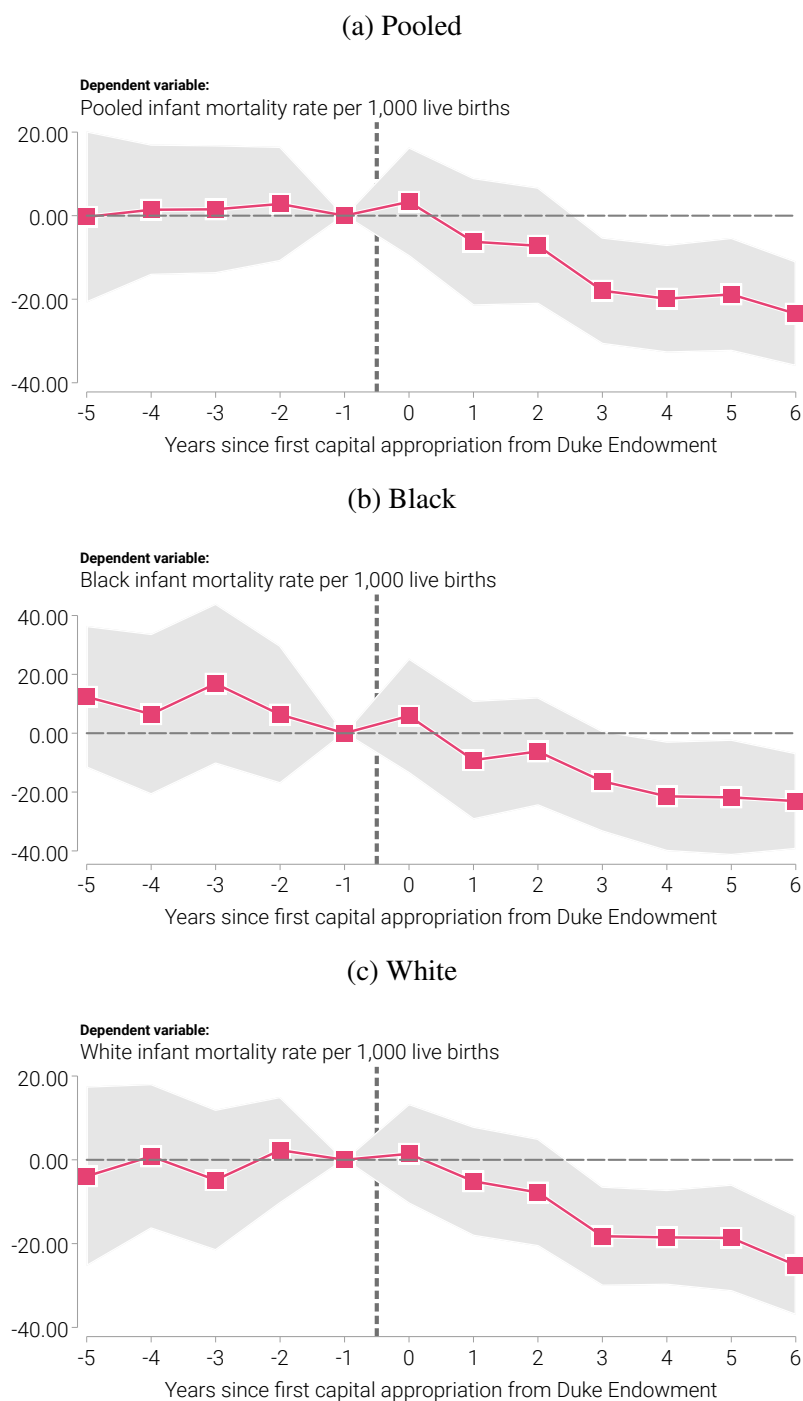 (a) Pooled
Dependent variable:
Pooled infant mortality rate per 1,000 live births
20.00
0.00
-20.00
-40.00
-5 -4 -3 -2 -1 0 1 2 3 4 5 6
Years since first capital appropriation from Duke Endowment
(b) Black
Dependent variable:
Black infant mortality rate per 1,000 live births
40.00
20.00
0.00
-20.00
-40.00
-5 -4 -3 -2 -1 0 1 2 3 4 5 6
Years since first capital appropriation from Duke Endowment
(c) White
Dependent variable:
White infant mortality rate per 1,000 live births
20.00
0.00
-20.00
-40.00
-5 -4 -3 -2 -1 0 1 2 3 4 5 6
Years since first capital appropriation from Duke Endowment